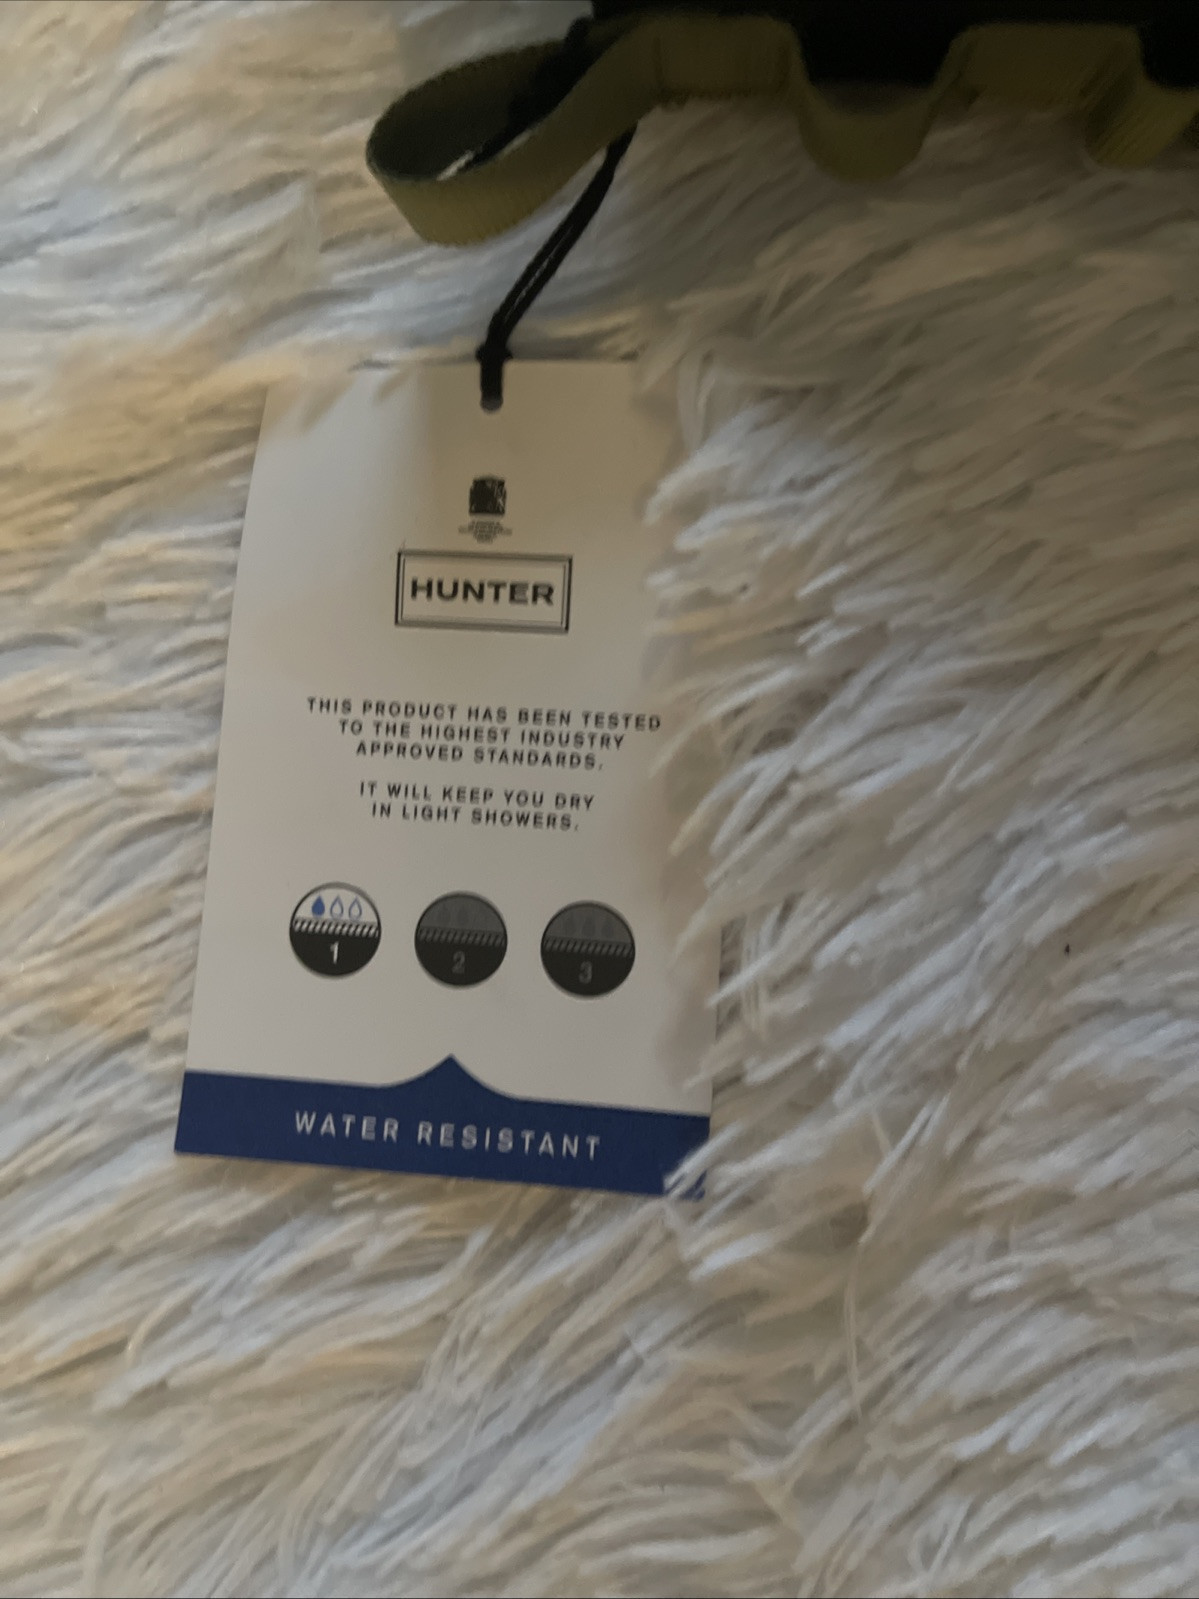 HUNTER
THIS PRODUCT HAS BEEN TESTED
TO THE HIGHEST INDUSTRY
APPROVED STANDARDS.
IT WILL KEEP YOU DRY
IN LIGHT SHOWERS.
1 2 3
WATER RESISTANT